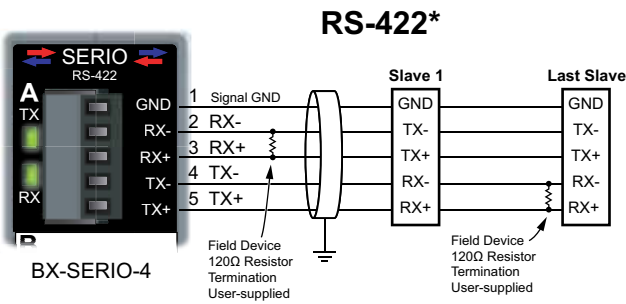 RS-422*
SERIO
RS-422
A
TX
RX
B
GND
RX-
RX+
TX-
TX+
1 Signal GND
2 RX-
3 RX+
4 TX-
5 TX+
BX-SERIO-4
Field Device
120Ω Resistor
Termination
User-supplied
Slave 1
GND
TX-
TX+
RX-
RX+
Last Slave
GND
TX-
TX+
RX-
RX+
Field Device
120Ω Resistor
Termination
User-supplied